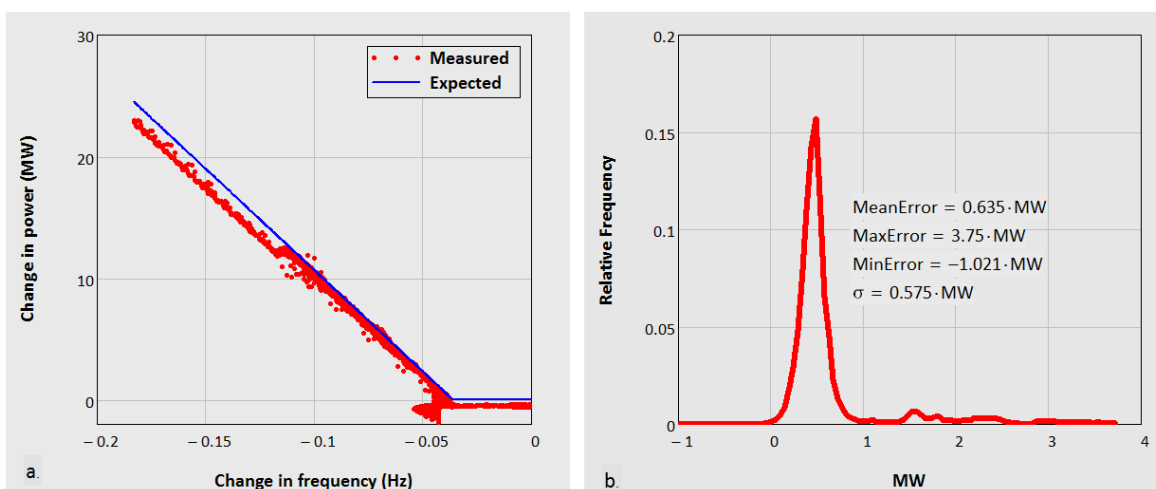 30
20
10
0
−0.2
−0.15
−0.1
−0.05
0
Change in power (MW)
Change in frequency (Hz)
Measured
Expected
a.
0.2
0.15
0.1
0.05
0
−1
0
1
2
3
4
Relative Frequency
MW
MeanError = 0.635·MW
MaxError = 3.75·MW
MinError = −1.021·MW
σ = 0.575·MW
b.